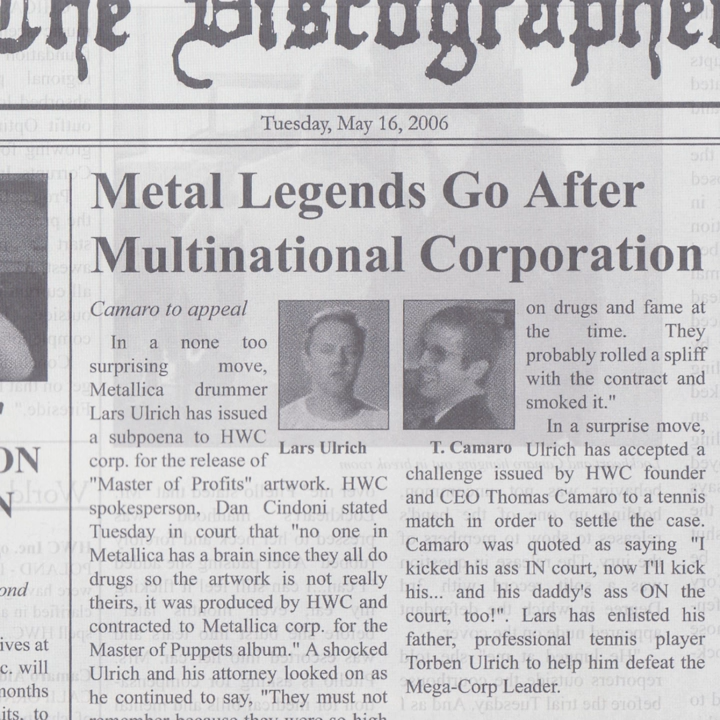 The Discographer
Tuesday, May 16, 2006
Metal Legends Go After
Multinational Corporation
Camaro to appeal
In a none too
surprising move,
Metallica drummer
Lars Ulrich has issued
a subpoena to HWC
corp. for the release of
"Master of Profits" artwork. HWC
spokesperson, Dan Cindoni stated
Tuesday in court that "no one in
Metallica has a brain since they all do
drugs so the artwork is not really
theirs, it was produced by HWC and
contracted to Metallica corp. for the
Master of Puppets album." A shocked
Ulrich and his attorney looked on as
he continued to say, "They must not
remember because they were so high
Lars Ulrich
T. Camaro
on drugs and fame at
the time. They
probably rolled a spliff
with the contract and
smoked it."
In a surprise move,
Ulrich has accepted a
challenge issued by HWC founder
and CEO Thomas Camaro to a tennis
match in order to settle the case.
Camaro was quoted as saying "I
kicked his ass IN court, now I'll kick
his... and his daddy's ass ON the
court, too!". Lars has enlisted his
father, professional tennis player
Torben Ulrich to help him defeat the
Mega-Corp Leader.
ON
N
ond
ives at
c. will
months
its, to